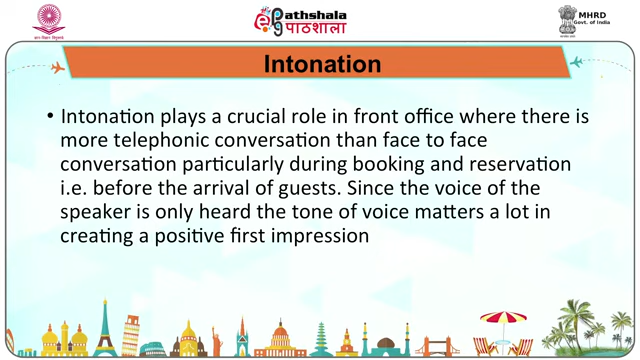 ePathshala
पाठशाला
MHRD
Govt. of India
Intonation
• Intonation plays a crucial role in front office where there is
more telephonic conversation than face to face
conversation particularly during booking and reservation
i.e. before the arrival of guests. Since the voice of the
speaker is only heard the tone of voice matters a lot in
creating a positive first impression